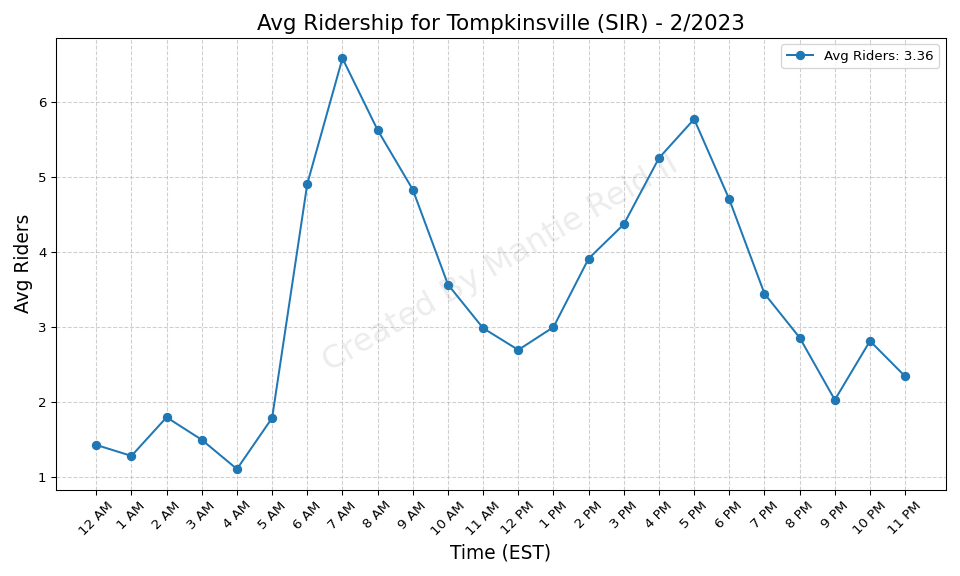 Avg Ridership for Tompkinsville (SIR) - 2/2023
Avg Riders: 3.36
Avg Riders
6
5
4
3
2
1
Created By Mantle Reid II
12 AM
1 AM
2 AM
3 AM
4 AM
5 AM
6 AM
7 AM
8 AM
9 AM
10 AM
11 AM
12 PM
1 PM
2 PM
3 PM
4 PM
5 PM
6 PM
7 PM
8 PM
9 PM
10 PM
11 PM
Time (EST)